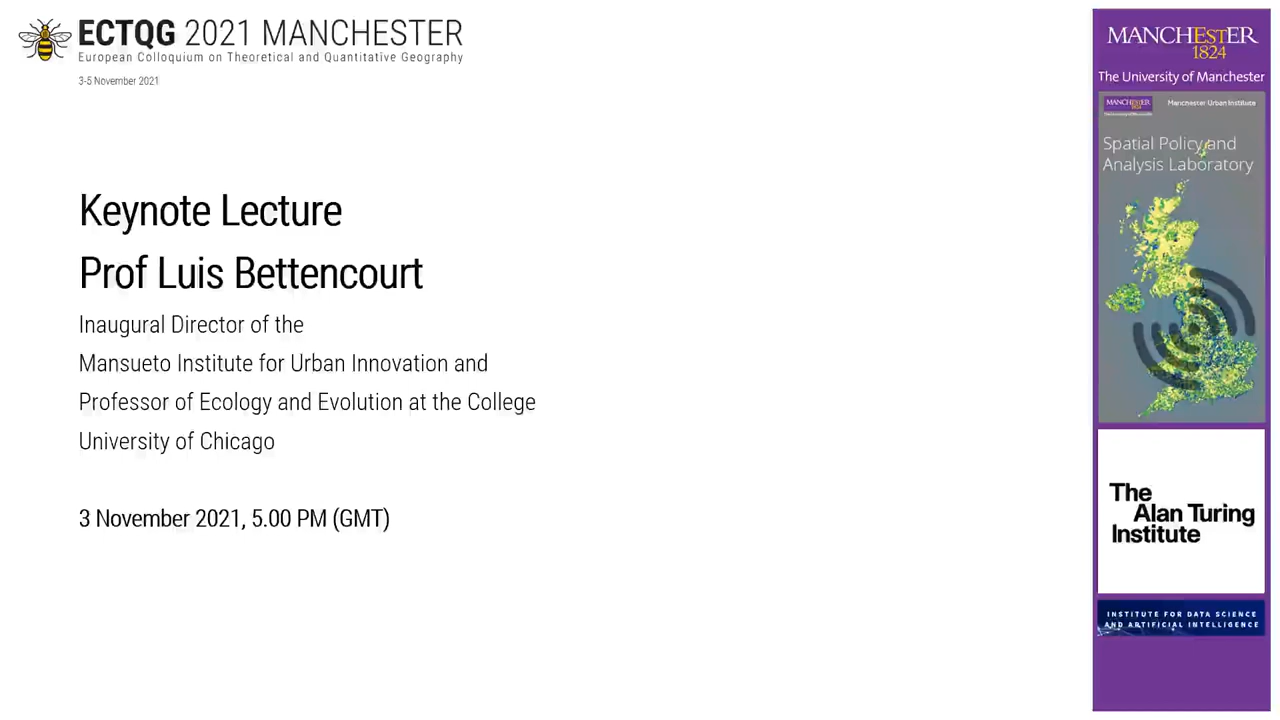 ECTQG 2021 MANCHESTER
European Colloquium on Theoretical and Quantitative Geography
3-5 November 2021
Keynote Lecture
Prof Luis Bettencourt
Inaugural Director of the
Mansueto Institute for Urban Innovation and
Professor of Ecology and Evolution at the College
University of Chicago
3 November 2021, 5.00 PM (GMT)
MANCHESTER
1824
The University of Manchester
MANCHESTER
1824
Manchester Urban Institute
Spatial Policy and
Analysis Laboratory
The
Alan Turing
Institute
INSTITUTE FOR DATA SCIENCE
AND ARTIFICIAL INTELLIGENCE